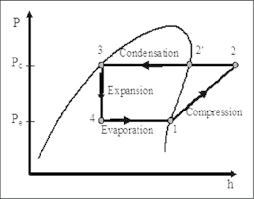 P
3
2'
2
Condensation
Pc
Expansion
Compression
4
Pe
Evaporation
1
h